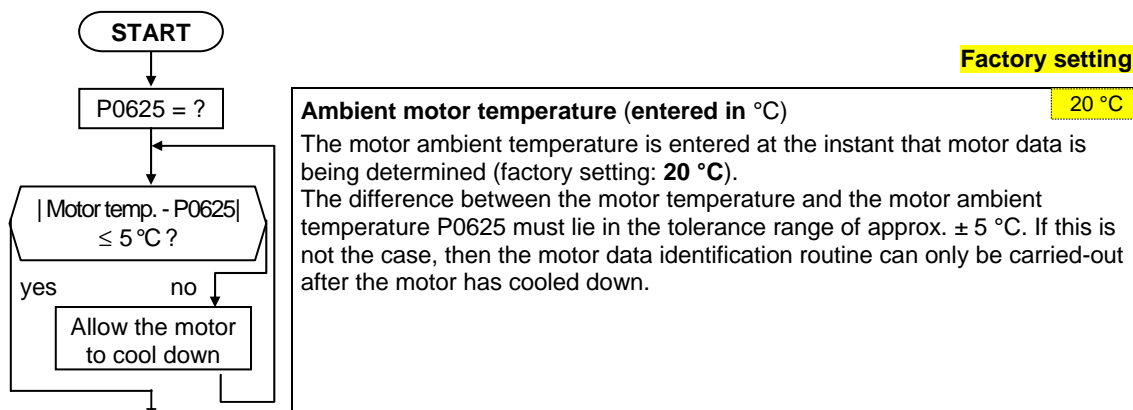 START
Factory setting
P0625 = ?
Ambient motor temperature (entered in °C)
20 °C
The motor ambient temperature is entered at the instant that motor data is
being determined (factory setting: 20 °C).
The difference between the motor temperature and the motor ambient
temperature P0625 must lie in the tolerance range of approx. ± 5 °C. If this is
not the case, then the motor data identification routine can only be carried-out
after the motor has cooled down.
| Motor temp. - P0625|
≤ 5 °C ?
yes
no
Allow the motor
to cool down